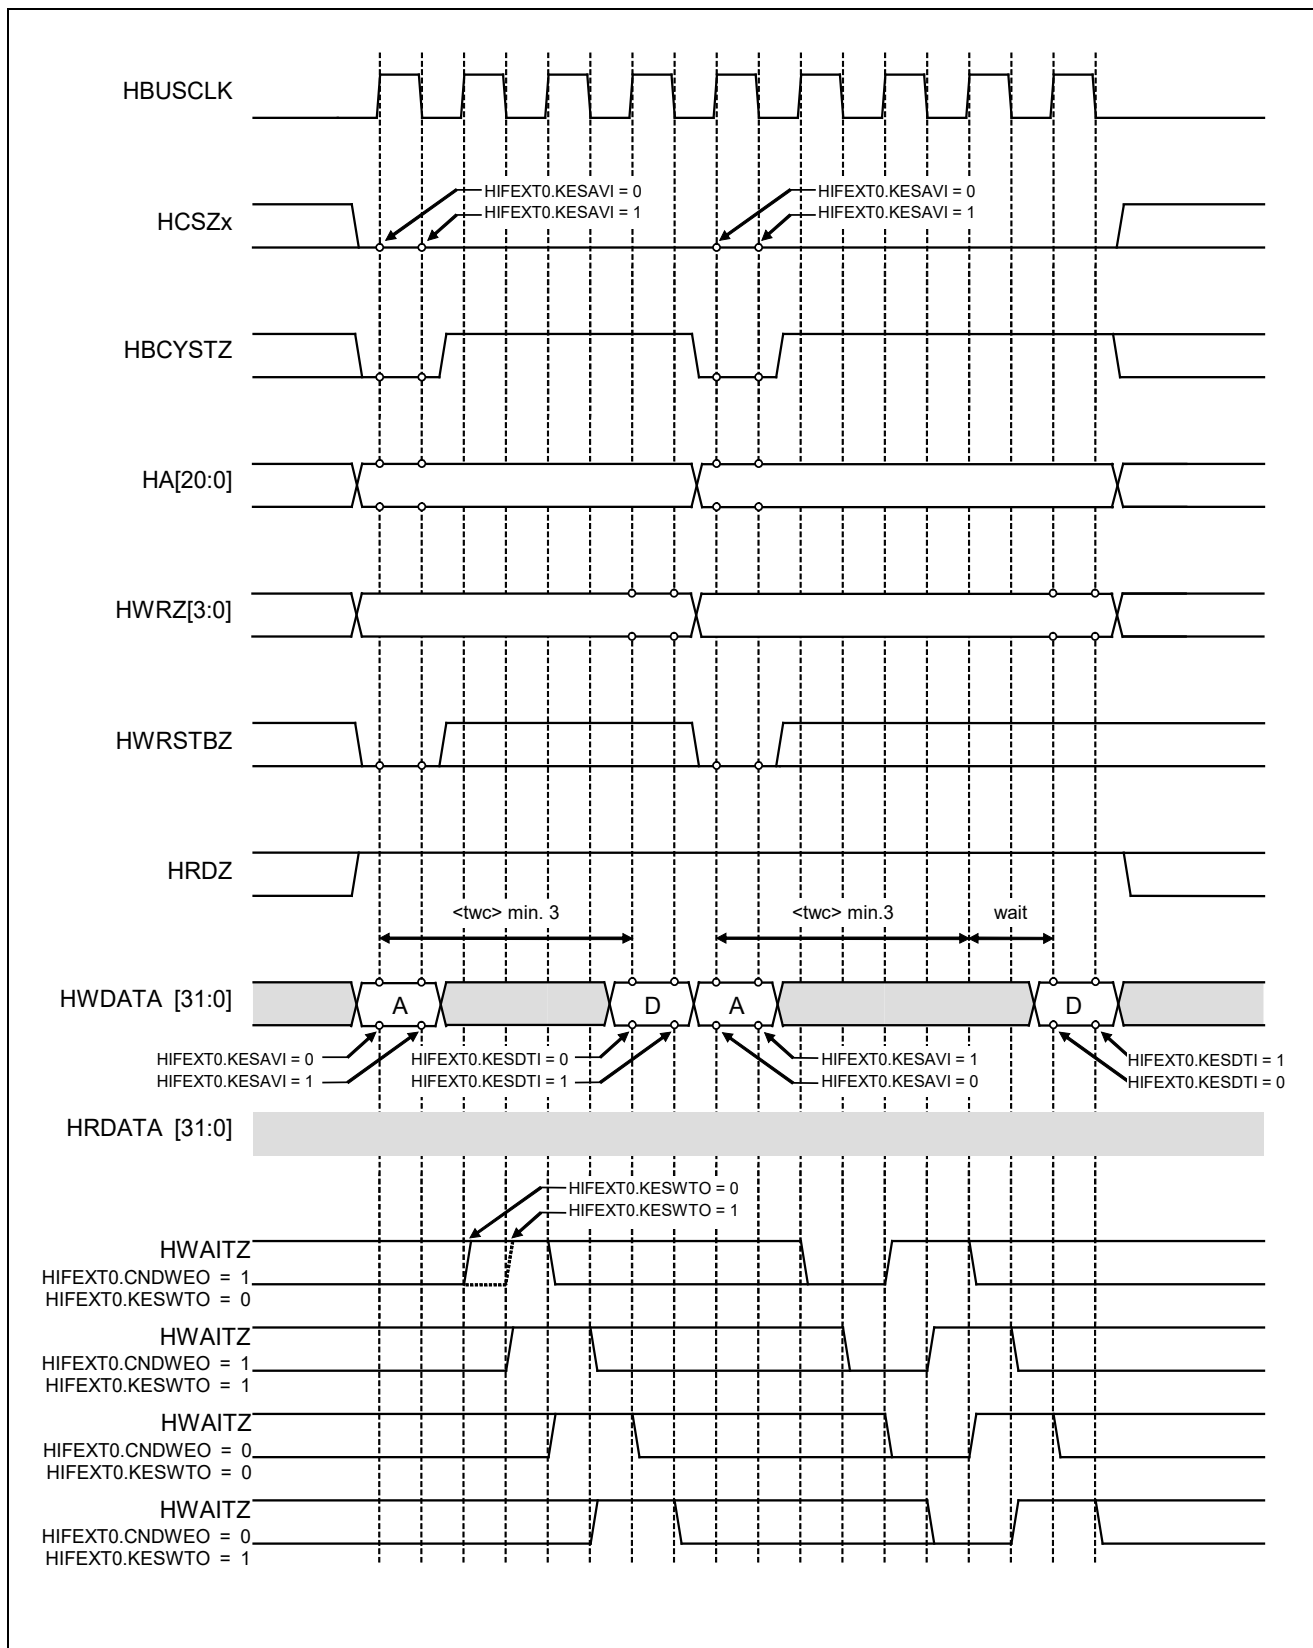 HBUSCLK
HIFEXT0.KESAVI = 0
HIFEXT0.KESAVI = 1
HIFEXT0.KESAVI = 0
HIFEXT0.KESAVI = 1
HCSZx
HBCYSTZ
HA[20:0]
HWRZ[3:0]
HWRSTBZ
HRDZ
<twc> min. 3
<twc> min.3
wait
HWDATA [31:0]
A
D
A
D
HIFEXT0.KESAVI = 0
HIFEXT0.KESAVI = 1
HIFEXT0.KESDTI = 0
HIFEXT0.KESDTI = 1
HIFEXT0.KESAVI = 1
HIFEXT0.KESAVI = 0
HIFEXT0.KESDTI = 1
HIFEXT0.KESDTI = 0
HRDATA [31:0]
HIFEXT0.KESWTO = 0
HIFEXT0.KESWTO = 1
HWAITZ
HIFEXT0.CNDWEO = 1
HIFEXT0.KESWTO = 0
HWAITZ
HIFEXT0.CNDWEO = 1
HIFEXT0.KESWTO = 1
HWAITZ
HIFEXT0.CNDWEO = 0
HIFEXT0.KESWTO = 0
HWAITZ
HIFEXT0.CNDWEO = 0
HIFEXT0.KESWTO = 1